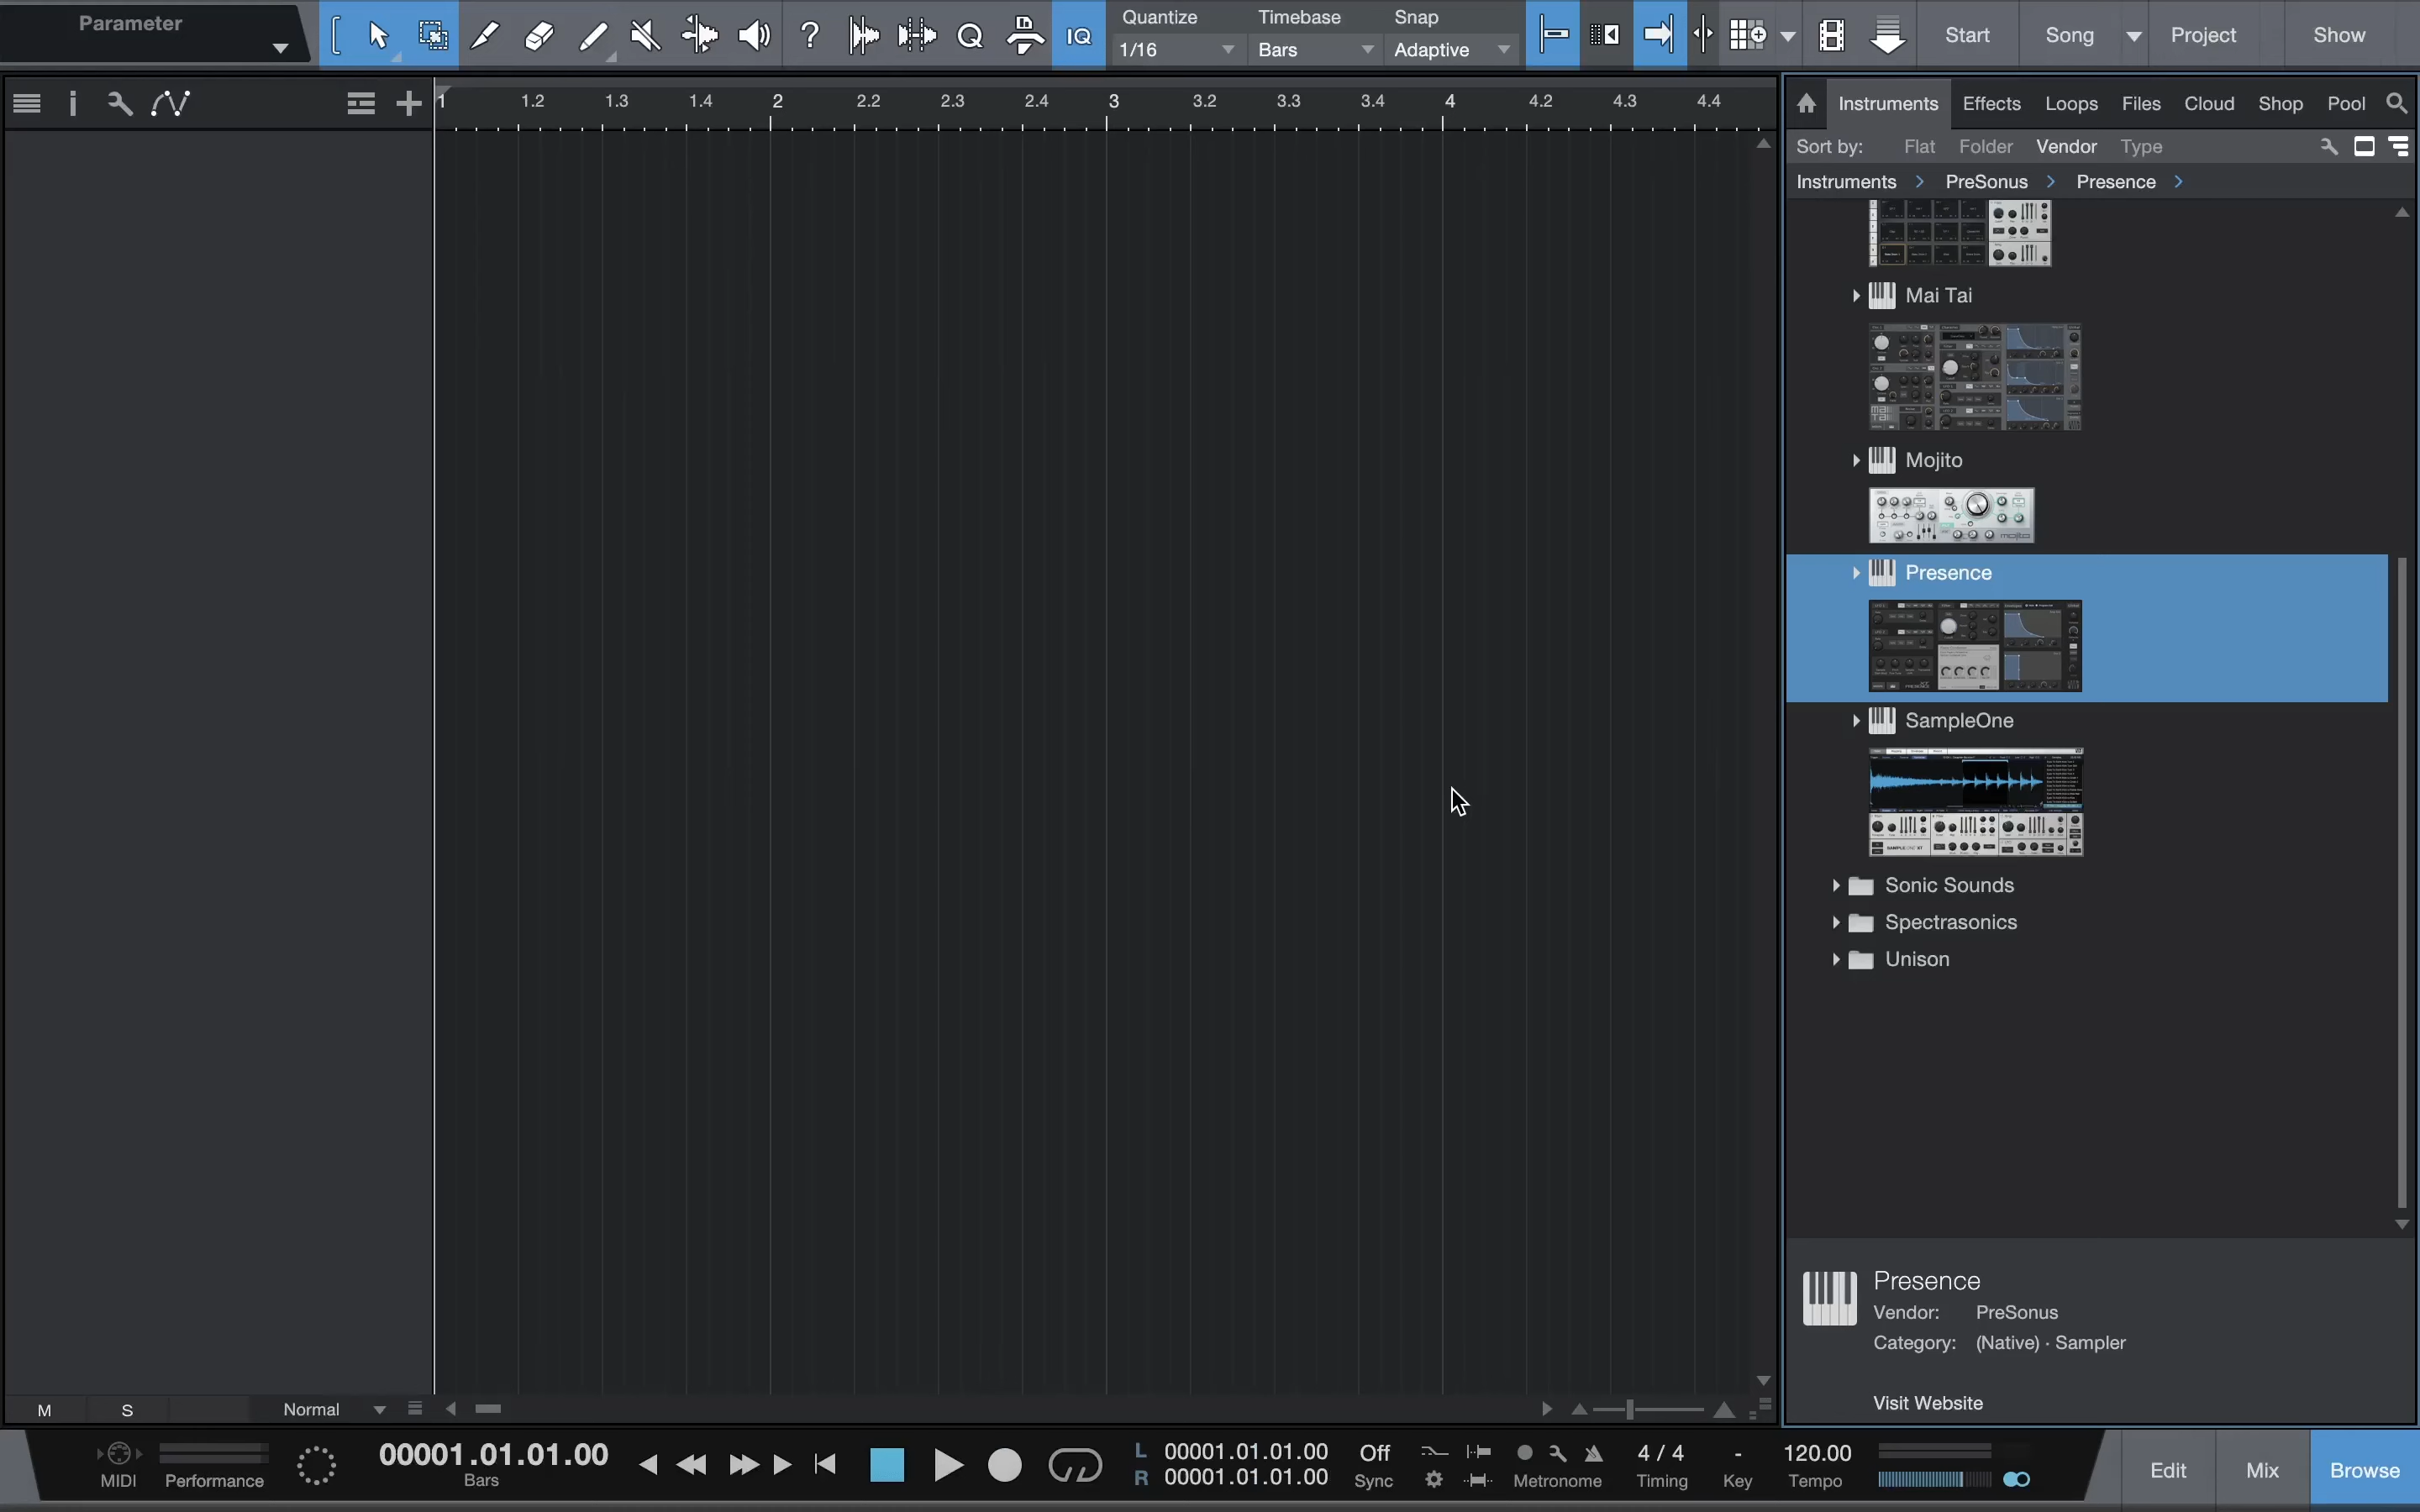 Parameter
Quantize Timebase Snap
1/16 Bars Adaptive
Start Song Project Show
IQ
Q
?
1 1.2 1.3 1.4 2 2.2 2.3 2.4 3 3.2 3.3 3.4 4 4.2 4.3 4.4
Instruments Effects Loops Files Cloud Shop Pool
Sort by: Flat Folder Vendor Type
Instruments PreSonus Presence
Mai Tai
Mojito
Presence
SampleOne
Sonic Sounds
Spectrasonics
Unison
Presence
Vendor: PreSonus
Category: (Native) · Sampler
Visit Website
M S Normal
MIDI Performance
00001.01.01.00
Bars
L 00001.01.01.00
R 00001.01.01.00
Off
Sync
Metronome
4 / 4
Timing
-
Key
120.00
Tempo
Edit Mix Browse